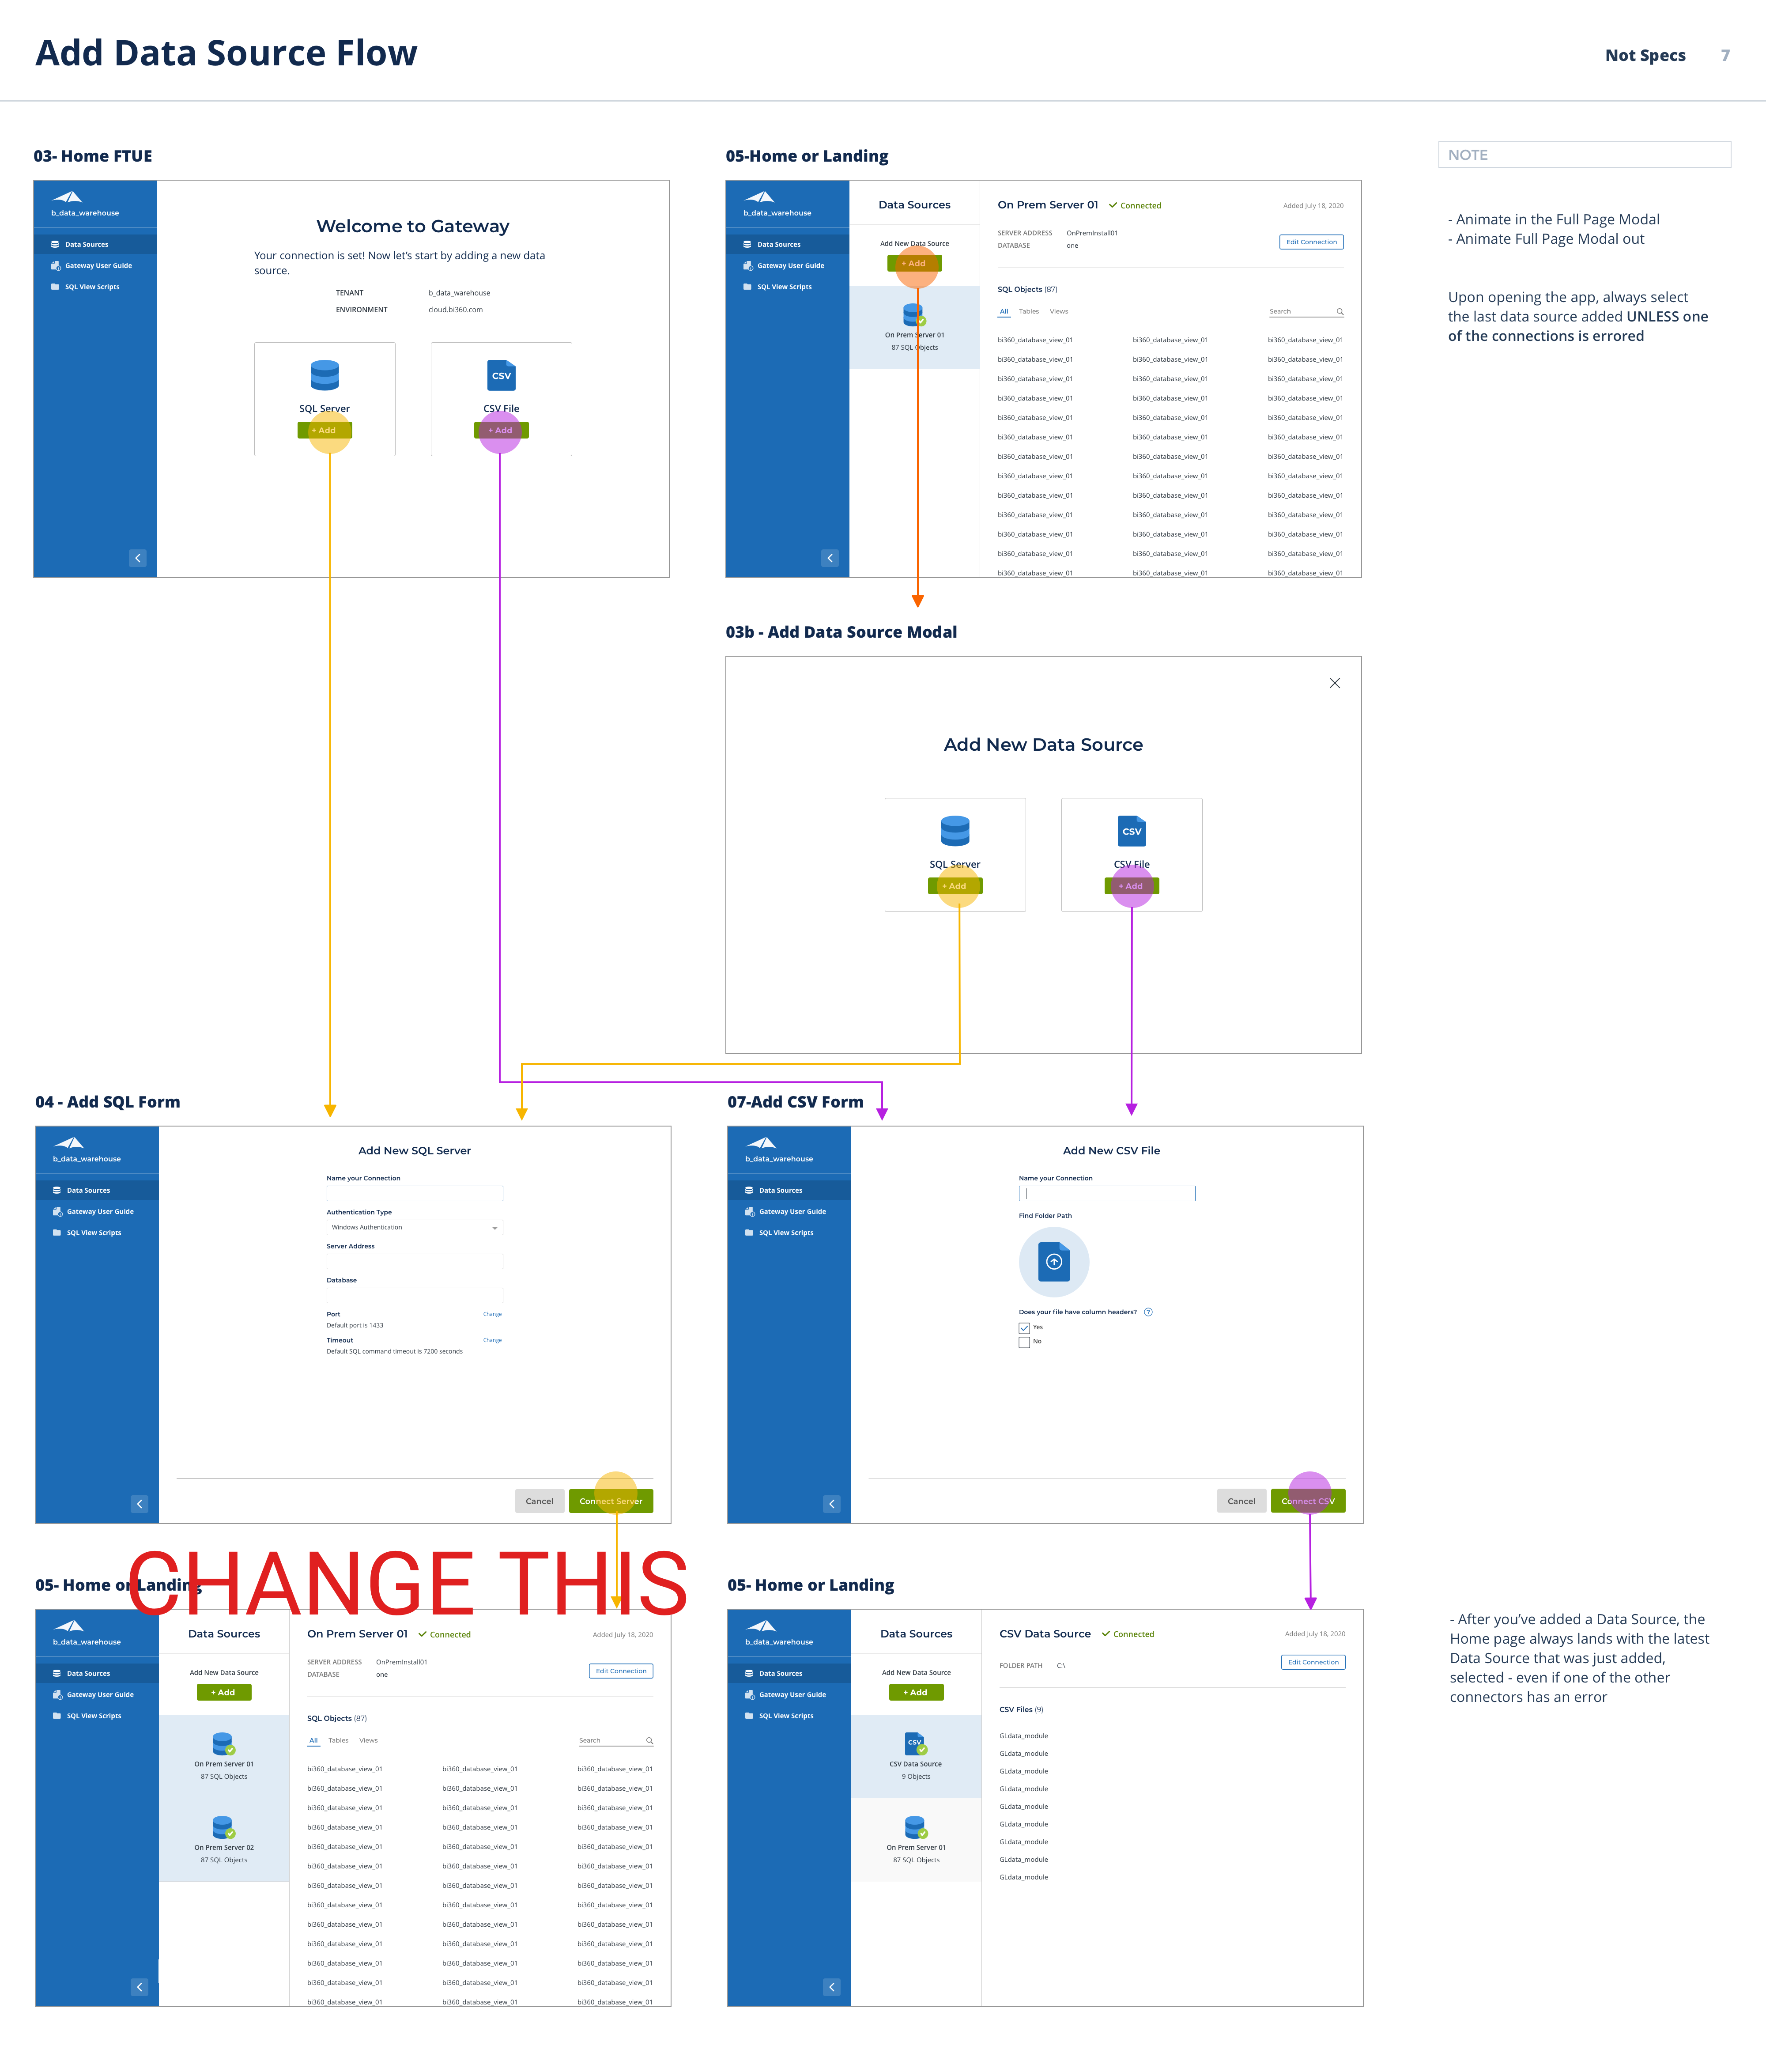 Add Data Source Flow
Not Specs 7
03- Home FTUE
b_data_warehouse
Data Sources
Gateway User Guide
SQL View Scripts
Welcome to Gateway
Your connection is set! Now let's start by adding a new data
source.
TENANT b_data_warehouse
ENVIRONMENT cloud.bi360.com
SQL Server
+ Add
CSV
CSV File
+ Add
05-Home or Landing
b_data_warehouse
Data Sources
Gateway User Guide
SQL View Scripts
Data Sources
Add New Data Source
+ Add
On Prem Server 01
87 SQL Objects
On Prem Server 01 Connected Added July 18, 2020
SERVER ADDRESS OnPremInstall01
DATABASE one
Edit Connection
SQL Objects (87)
All Tables Views Search
bi360_database_view_01 bi360_database_view_01 bi360_database_view_01
bi360_database_view_01 bi360_database_view_01 bi360_database_view_01
bi360_database_view_01 bi360_database_view_01 bi360_database_view_01
bi360_database_view_01 bi360_database_view_01 bi360_database_view_01
bi360_database_view_01 bi360_database_view_01 bi360_database_view_01
bi360_database_view_01 bi360_database_view_01 bi360_database_view_01
bi360_database_view_01 bi360_database_view_01 bi360_database_view_01
bi360_database_view_01 bi360_database_view_01 bi360_database_view_01
bi360_database_view_01 bi360_database_view_01 bi360_database_view_01
bi360_database_view_01 bi360_database_view_01 bi360_database_view_01
bi360_database_view_01 bi360_database_view_01 bi360_database_view_01
bi360_database_view_01 bi360_database_view_01 bi360_database_view_01
bi360_database_view_01 bi360_database_view_01 bi360_database_view_01
NOTE
- Animate in the Full Page Modal
- Animate Full Page Modal out
Upon opening the app, always select
the last data source added UNLESS one
of the connections is errored
03b - Add Data Source Modal
Add New Data Source
SQL Server
+ Add
CSV
CSV File
+ Add
04 - Add SQL Form
b_data_warehouse
Data Sources
Gateway User Guide
SQL View Scripts
Add New SQL Server
Name your Connection
Authentication Type
Windows Authentication
Server Address
Database
Port Change
Default port is 1433
Timeout Change
Default SQL command timeout is 7200 seconds
Cancel Connect Server
07-Add CSV Form
b_data_warehouse
Data Sources
Gateway User Guide
SQL View Scripts
Add New CSV File
Name your Connection
Find Folder Path
Does your file have column headers? ?
Yes
No
Cancel Connect CSV
CHANGE THIS
05- Home or Landing
b_data_warehouse
Data Sources
Gateway User Guide
SQL View Scripts
Data Sources
Add New Data Source
+ Add
On Prem Server 01
87 SQL Objects
On Prem Server 02
87 SQL Objects
On Prem Server 01 Connected Added July 18, 2020
SERVER ADDRESS OnPremInstall01
DATABASE one
Edit Connection
SQL Objects (87)
All Tables Views Search
bi360_database_view_01 bi360_database_view_01 bi360_database_view_01
bi360_database_view_01 bi360_database_view_01 bi360_database_view_01
bi360_database_view_01 bi360_database_view_01 bi360_database_view_01
bi360_database_view_01 bi360_database_view_01 bi360_database_view_01
bi360_database_view_01 bi360_database_view_01 bi360_database_view_01
bi360_database_view_01 bi360_database_view_01 bi360_database_view_01
bi360_database_view_01 bi360_database_view_01 bi360_database_view_01
bi360_database_view_01 bi360_database_view_01 bi360_database_view_01
bi360_database_view_01 bi360_database_view_01 bi360_database_view_01
bi360_database_view_01 bi360_database_view_01 bi360_database_view_01
bi360_database_view_01 bi360_database_view_01 bi360_database_view_01
bi360_database_view_01 bi360_database_view_01 bi360_database_view_01
bi360_database_view_01 bi360_database_view_01 bi360_database_view_01
05- Home or Landing
b_data_warehouse
Data Sources
Gateway User Guide
SQL View Scripts
Data Sources
Add New Data Source
+ Add
CSV
CSV Data Source
9 Objects
On Prem Server 01
87 SQL Objects
CSV Data Source Connected Added July 18, 2020
FOLDER PATH C:\
Edit Connection
CSV Files (9)
GLdata_module
GLdata_module
GLdata_module
GLdata_module
GLdata_module
GLdata_module
GLdata_module
GLdata_module
GLdata_module
- After you've added a Data Source, the
Home page always lands with the latest
Data Source that was just added,
selected - even if one of the other
connectors has an error